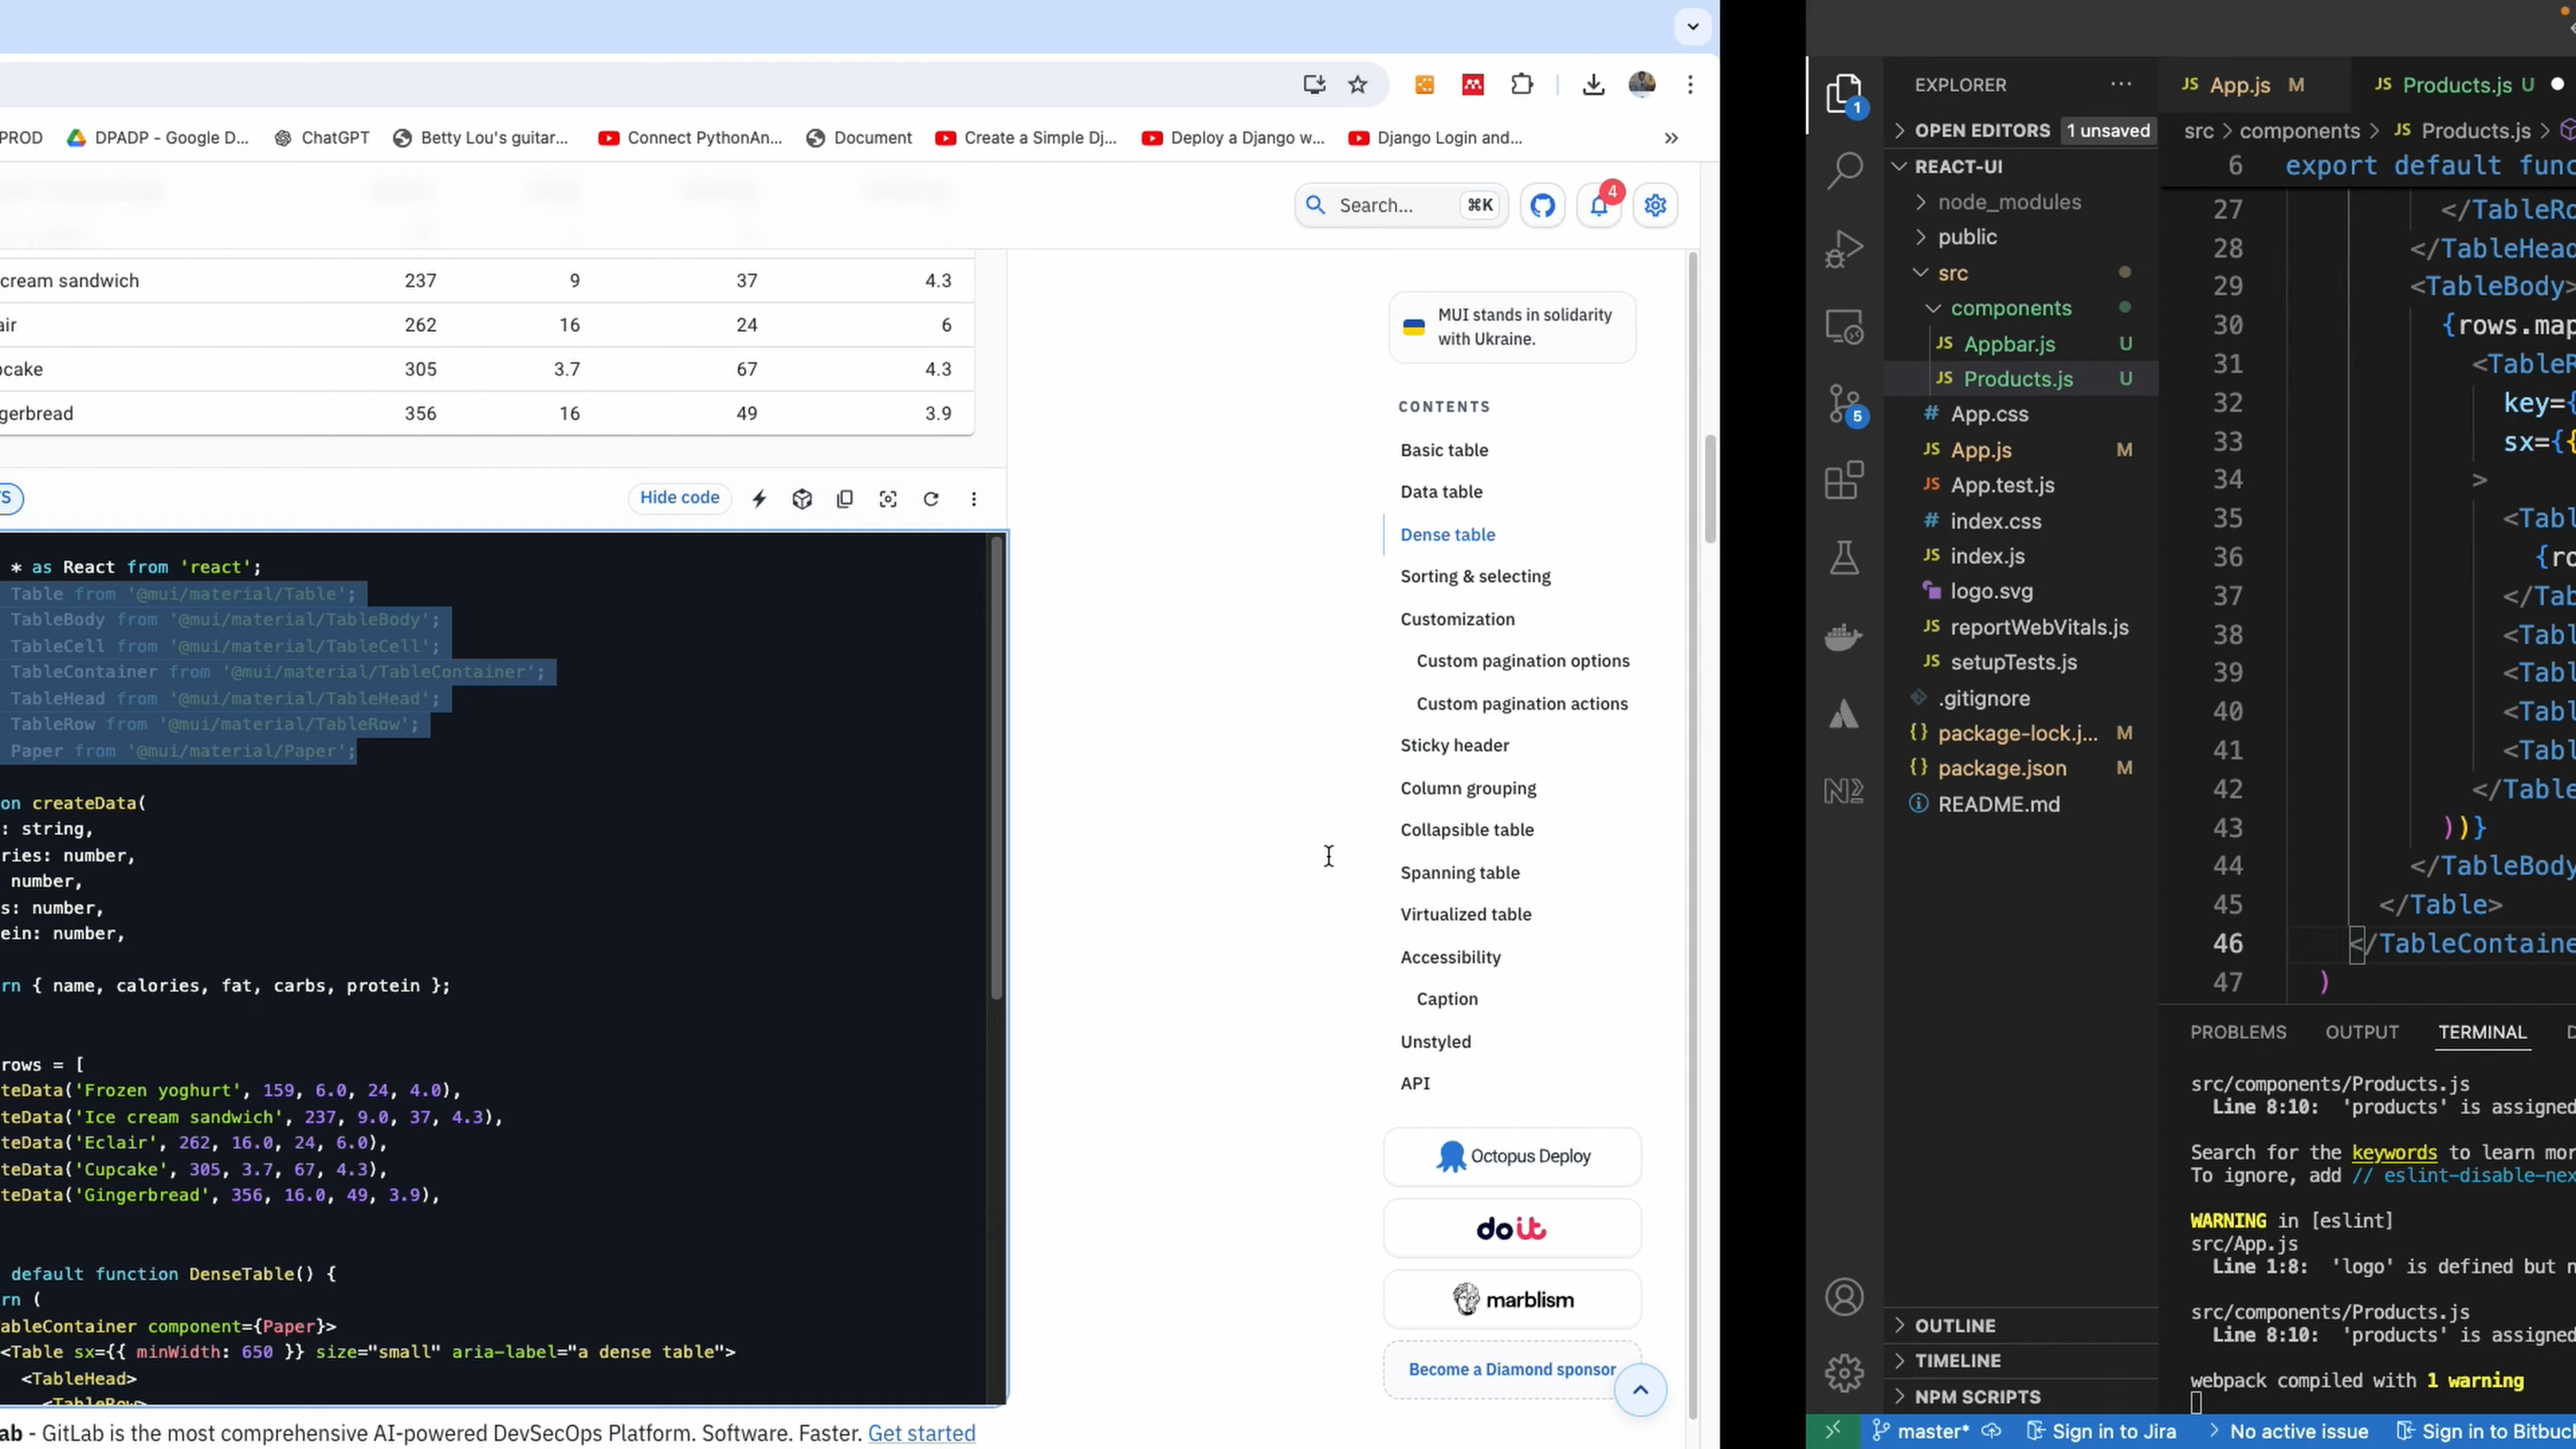 PROD
DPADP - Google D...
ChatGPT
Betty Lou's guitar...
Connect PythonAn...
Document
Create a Simple Dj...
Deploy a Django w...
Django Login and...
Search...
⌘K
4
cream sandwich 237 9 37 4.3
air 262 16 24 6
pcake 305 3.7 67 4.3
gerbread 356 16 49 3.9
Hide code
* as React from 'react';
Table from '@mui/material/Table';
TableBody from '@mui/material/TableBody';
TableCell from '@mui/material/TableCell';
TableContainer from '@mui/material/TableContainer';
TableHead from '@mui/material/TableHead';
TableRow from '@mui/material/TableRow';
Paper from '@mui/material/Paper';
on createData(
: string,
ries: number,
number,
s: number,
ein: number,
rn { name, calories, fat, carbs, protein };
rows = [
teData('Frozen yoghurt', 159, 6.0, 24, 4.0),
teData('Ice cream sandwich', 237, 9.0, 37, 4.3),
teData('Eclair', 262, 16.0, 24, 6.0),
teData('Cupcake', 305, 3.7, 67, 4.3),
teData('Gingerbread', 356, 16.0, 49, 3.9),
default function DenseTable() {
rn (
ableContainer component={Paper}>
<Table sx={{ minWidth: 650 }} size="small" aria-label="a dense table">
<TableHead>
<TableRow>
ab - GitLab is the most comprehensive AI-powered DevSecOps Platform. Software. Faster. Get started
MUI stands in solidarity
with Ukraine.
CONTENTS
Basic table
Data table
Dense table
Sorting & selecting
Customization
Custom pagination options
Custom pagination actions
Sticky header
Column grouping
Collapsible table
Spanning table
Virtualized table
Accessibility
Caption
Unstyled
API
Octopus Deploy
doit
marblism
Become a Diamond sponsor
1
5
EXPLORER
OPEN EDITORS 1 unsaved
REACT-UI
node_modules
public
src
components
JS Appbar.js U
JS Products.js U
# App.css
JS App.js M
JS App.test.js
# index.css
JS index.js
logo.svg
JS reportWebVitals.js
JS setupTests.js
.gitignore
{} package-lock.j... M
{} package.json M
README.md
OUTLINE
TIMELINE
NPM SCRIPTS
JS App.js M
JS Products.js U
src > components > JS Products.js >
6 export default func
27 </TableRo
28 </TableHead
29 <TableBody>
30 {rows.map
31 <TableR
32 key={
33 sx={{
34 >
35 <Tabl
36 {ro
37 </Tab
38 <Tabl
39 <Tabl
40 <Tabl
41 <Tabl
42 </Table
43 ))}
44 </TableBody
45 </Table>
46 </TableContaine
47 )
PROBLEMS OUTPUT TERMINAL D
src/components/Products.js
Line 8:10: 'products' is assigned
Search for the keywords to learn mor
To ignore, add // eslint-disable-nex
WARNING in [eslint]
src/App.js
Line 1:8: 'logo' is defined but n
src/components/Products.js
Line 8:10: 'products' is assigned
webpack compiled with 1 warning
master* Sign in to Jira No active issue Sign in to Bitbuc